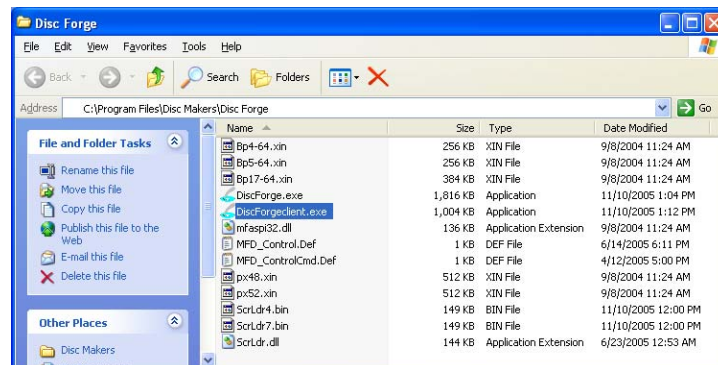 Disc Forge
File Edit View Favorites Tools Help
Back Search Folders
Address C:\Program Files\Disc Makers\Disc Forge Go
File and Folder Tasks
Rename this file
Move this file
Copy this file
Publish this file to the
Web
E-mail this file
Delete this file
Other Places
Disc Makers
Name Size Type Date Modified
Bp4-64.xin 256 KB XIN File 9/8/2004 11:24 AM
Bp5-64.xin 256 KB XIN File 9/8/2004 11:24 AM
Bp17-64.xin 384 KB XIN File 9/8/2004 11:24 AM
DiscForge.exe 1,816 KB Application 11/10/2005 1:04 PM
DiscForgeclient.exe 1,004 KB Application 11/10/2005 1:12 PM
mfaspi32.dll 136 KB Application Extension 9/8/2004 11:24 AM
MFD_Control.Def 1 KB DEF File 6/14/2005 6:11 PM
MFD_ControlCmd.Def 1 KB DEF File 4/12/2005 5:00 PM
px48.xin 512 KB XIN File 9/8/2004 11:24 AM
px52.xin 512 KB XIN File 9/8/2004 11:24 AM
ScrLdr4.bin 149 KB BIN File 11/10/2005 12:00 PM
ScrLdr7.bin 149 KB BIN File 11/10/2005 12:00 PM
ScrLdr.dll 144 KB Application Extension 6/23/2005 12:53 AM